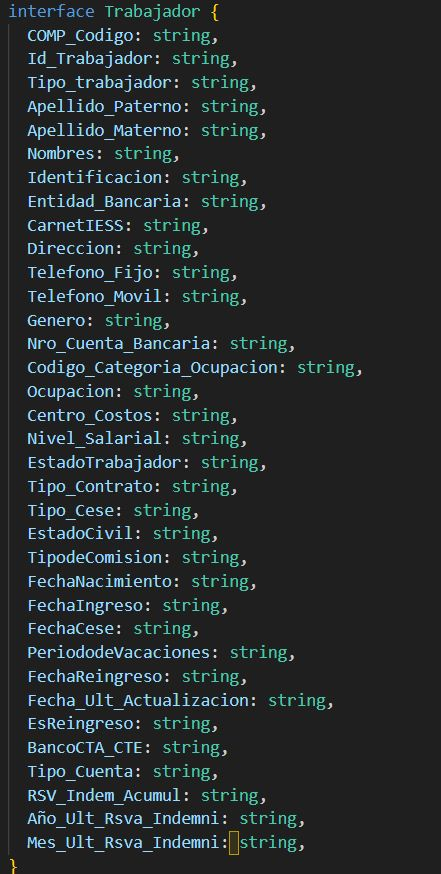 interface Trabajador {
COMP_Codigo: string,
Id_Trabajador: string,
Tipo_trabajador: string,
Apellido_Paterno: string,
Apellido_Materno: string,
Nombres: string,
Identificacion: string,
Entidad_Bancaria: string,
CarnetIESS: string,
Direccion: string,
Telefono_Fijo: string,
Telefono_Movil: string,
Genero: string,
Nro_Cuenta_Bancaria: string,
Codigo_Categoria_Ocupacion: string,
Ocupacion: string,
Centro_Costos: string,
Nivel_Salarial: string,
EstadoTrabajador: string,
Tipo_Contrato: string,
Tipo_Cese: string,
EstadoCivil: string,
TipodeComision: string,
FechaNacimiento: string,
FechaIngreso: string,
FechaCese: string,
PeriododeVacaciones: string,
FechaReingreso: string,
Fecha_Ult_Actualizacion: string,
EsReingreso: string,
BancoCTA_CTE: string,
Tipo_Cuenta: string,
RSV_Indem_Acumul: string,
Año_Ult_Rsva_Indemni: string,
Mes_Ult_Rsva_Indemni: string,
}